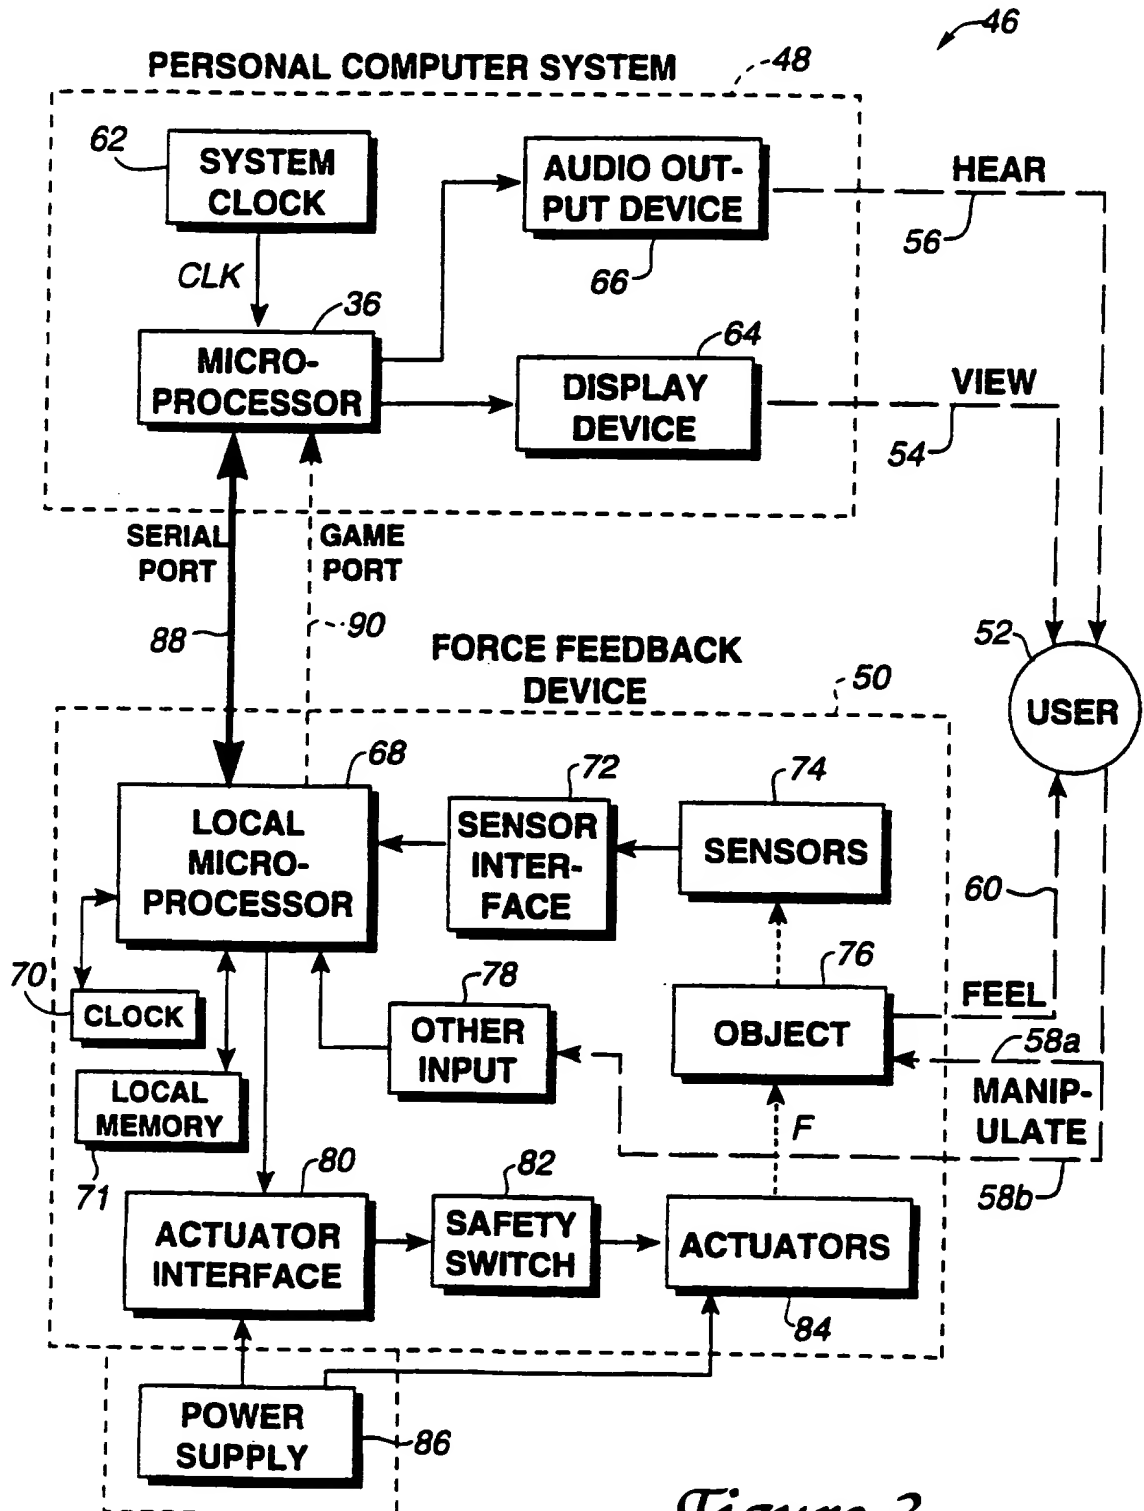 46
PERSONAL COMPUTER SYSTEM
48
62
SYSTEM
CLOCK
AUDIO OUT-
PUT DEVICE
66
HEAR
56
CLK
36
MICRO-
PROCESSOR
64
DISPLAY
DEVICE
VIEW
54
SERIAL
PORT
GAME
PORT
88
90
FORCE FEEDBACK
DEVICE
50
52
USER
68
LOCAL
MICRO-
PROCESSOR
72
SENSOR
INTER-
FACE
74
SENSORS
60
70
CLOCK
78
OTHER
INPUT
76
OBJECT
FEEL
58a
MANIP-
ULATE
58b
LOCAL
MEMORY
71
F
80
ACTUATOR
INTERFACE
82
SAFETY
SWITCH
ACTUATORS
84
POWER
SUPPLY
86
Figure